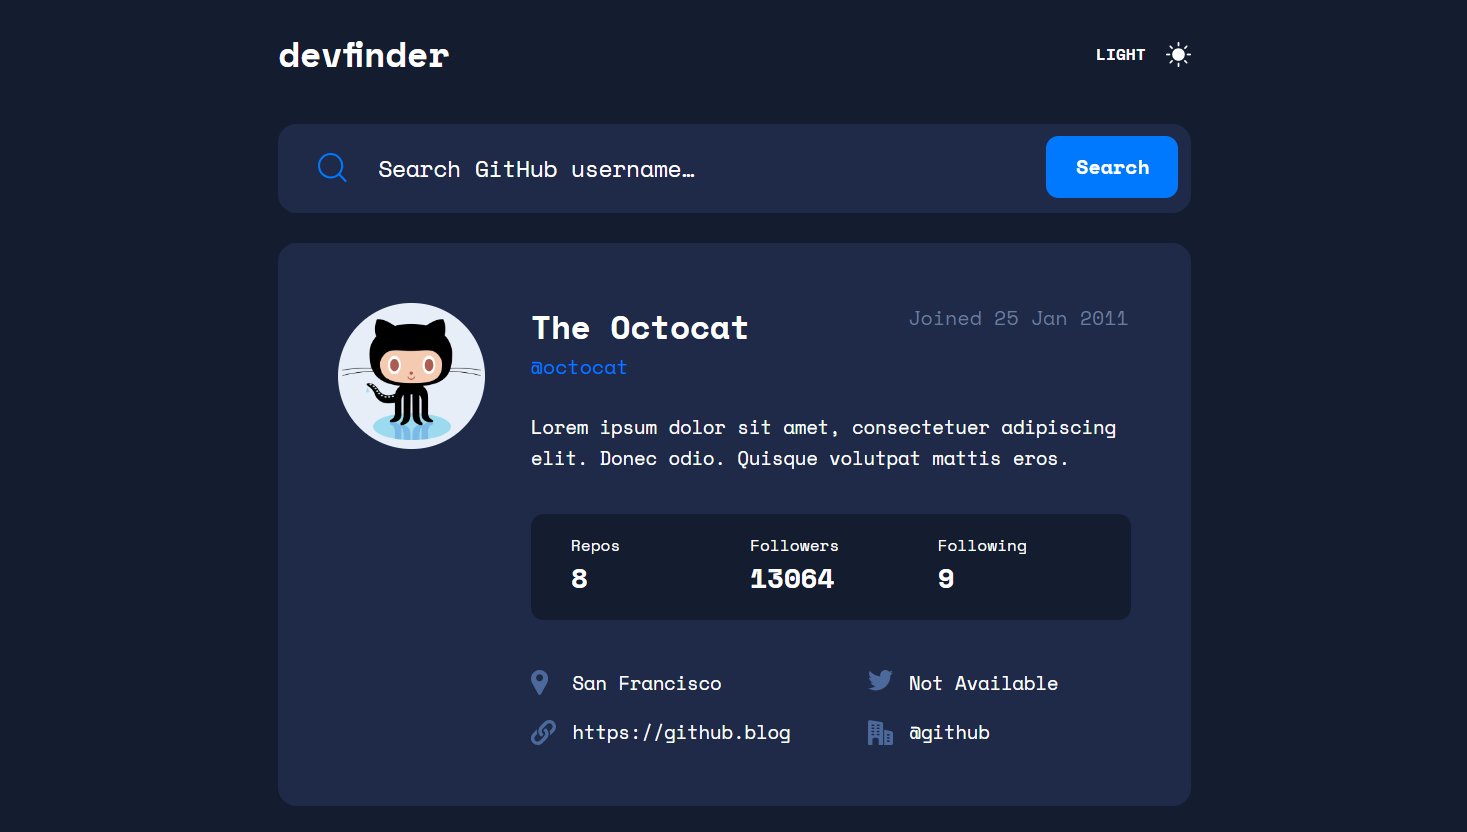 devfinder
LIGHT
Search GitHub username…
Search
The Octocat
Joined 25 Jan 2011
@octocat
Lorem ipsum dolor sit amet, consectetuer adipiscing
elit. Donec odio. Quisque volutpat mattis eros.
Repos
Followers
Following
8
13064
9
San Francisco
Not Available
https://github.blog
@github